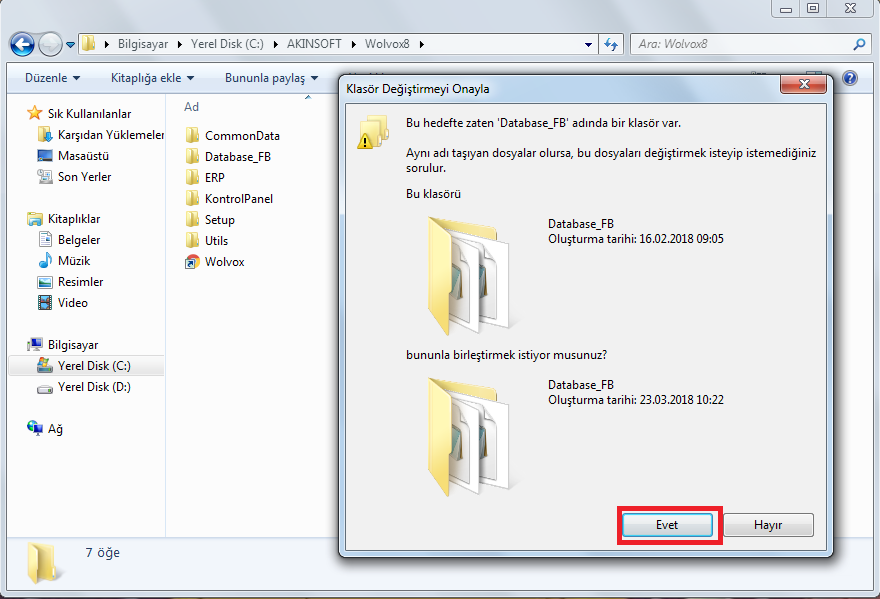 Bilgisayar
Yerel Disk (C:)
AKINSOFT
Wolvox8
Ara: Wolvox8
Düzenle
Kitaplığa ekle
Bununla paylaş
Sık Kullanılanlar
Karşıdan Yüklemeler
Masaüstü
Son Yerler
Kitaplıklar
Belgeler
Müzik
Resimler
Video
Bilgisayar
Yerel Disk (C:)
Yerel Disk (D:)
Ağ
Ad
CommonData
Database_FB
ERP
KontrolPanel
Setup
Utils
Wolvox
7 öğe
Klasör Değiştirmeyi Onayla
Bu hedefte zaten 'Database_FB' adında bir klasör var.
Aynı adı taşıyan dosyalar olursa, bu dosyaları değiştirmek isteyip istemediğiniz
sorulur.
Bu klasörü
Database_FB
Oluşturma tarihi: 16.02.2018 09:05
bununla birleştirmek istiyor musunuz?
Database_FB
Oluşturma tarihi: 23.03.2018 10:22
Evet
Hayır